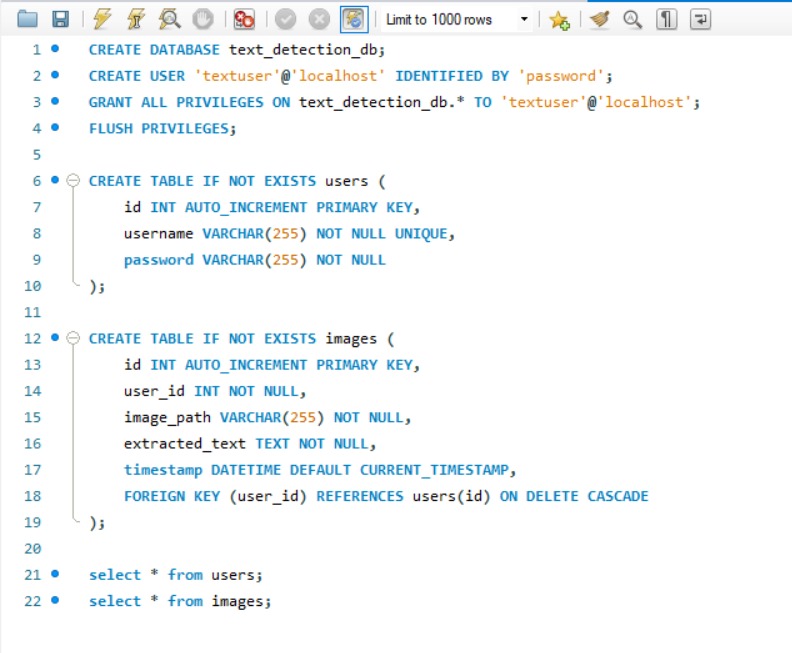 Limit to 1000 rows
1 CREATE DATABASE text_detection_db;
2 CREATE USER 'textuser'@'localhost' IDENTIFIED BY 'password';
3 GRANT ALL PRIVILEGES ON text_detection_db.* TO 'textuser'@'localhost';
4 FLUSH PRIVILEGES;
5
6 CREATE TABLE IF NOT EXISTS users (
7 id INT AUTO_INCREMENT PRIMARY KEY,
8 username VARCHAR(255) NOT NULL UNIQUE,
9 password VARCHAR(255) NOT NULL
10 );
11
12 CREATE TABLE IF NOT EXISTS images (
13 id INT AUTO_INCREMENT PRIMARY KEY,
14 user_id INT NOT NULL,
15 image_path VARCHAR(255) NOT NULL,
16 extracted_text TEXT NOT NULL,
17 timestamp DATETIME DEFAULT CURRENT_TIMESTAMP,
18 FOREIGN KEY (user_id) REFERENCES users(id) ON DELETE CASCADE
19 );
20
21 select * from users;
22 select * from images;